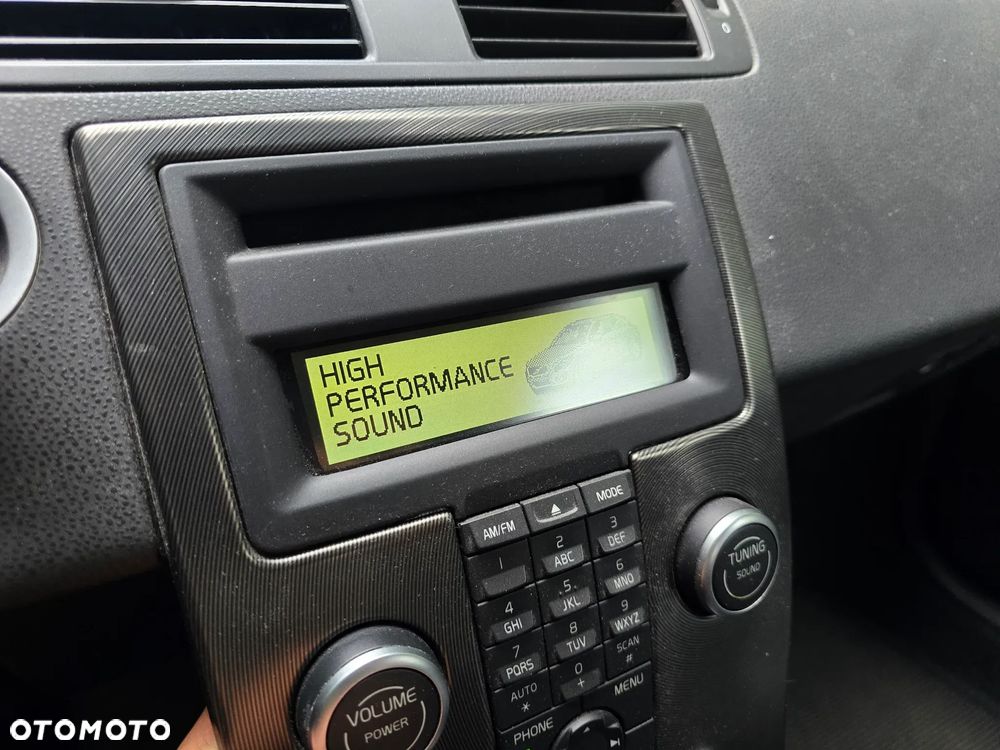 HIGH
PERFORMANCE
SOUND
AM/FM
MODE
1
2
ABC
3
DEF
4
GHI
5
JKL
6
MNO
7
PQRS
8
TUV
9
WXYZ
AUTO
*
0
+
SCAN
#
PHONE
MENU
TUNING
SOUND
VOLUME
POWER
OTOMOTO